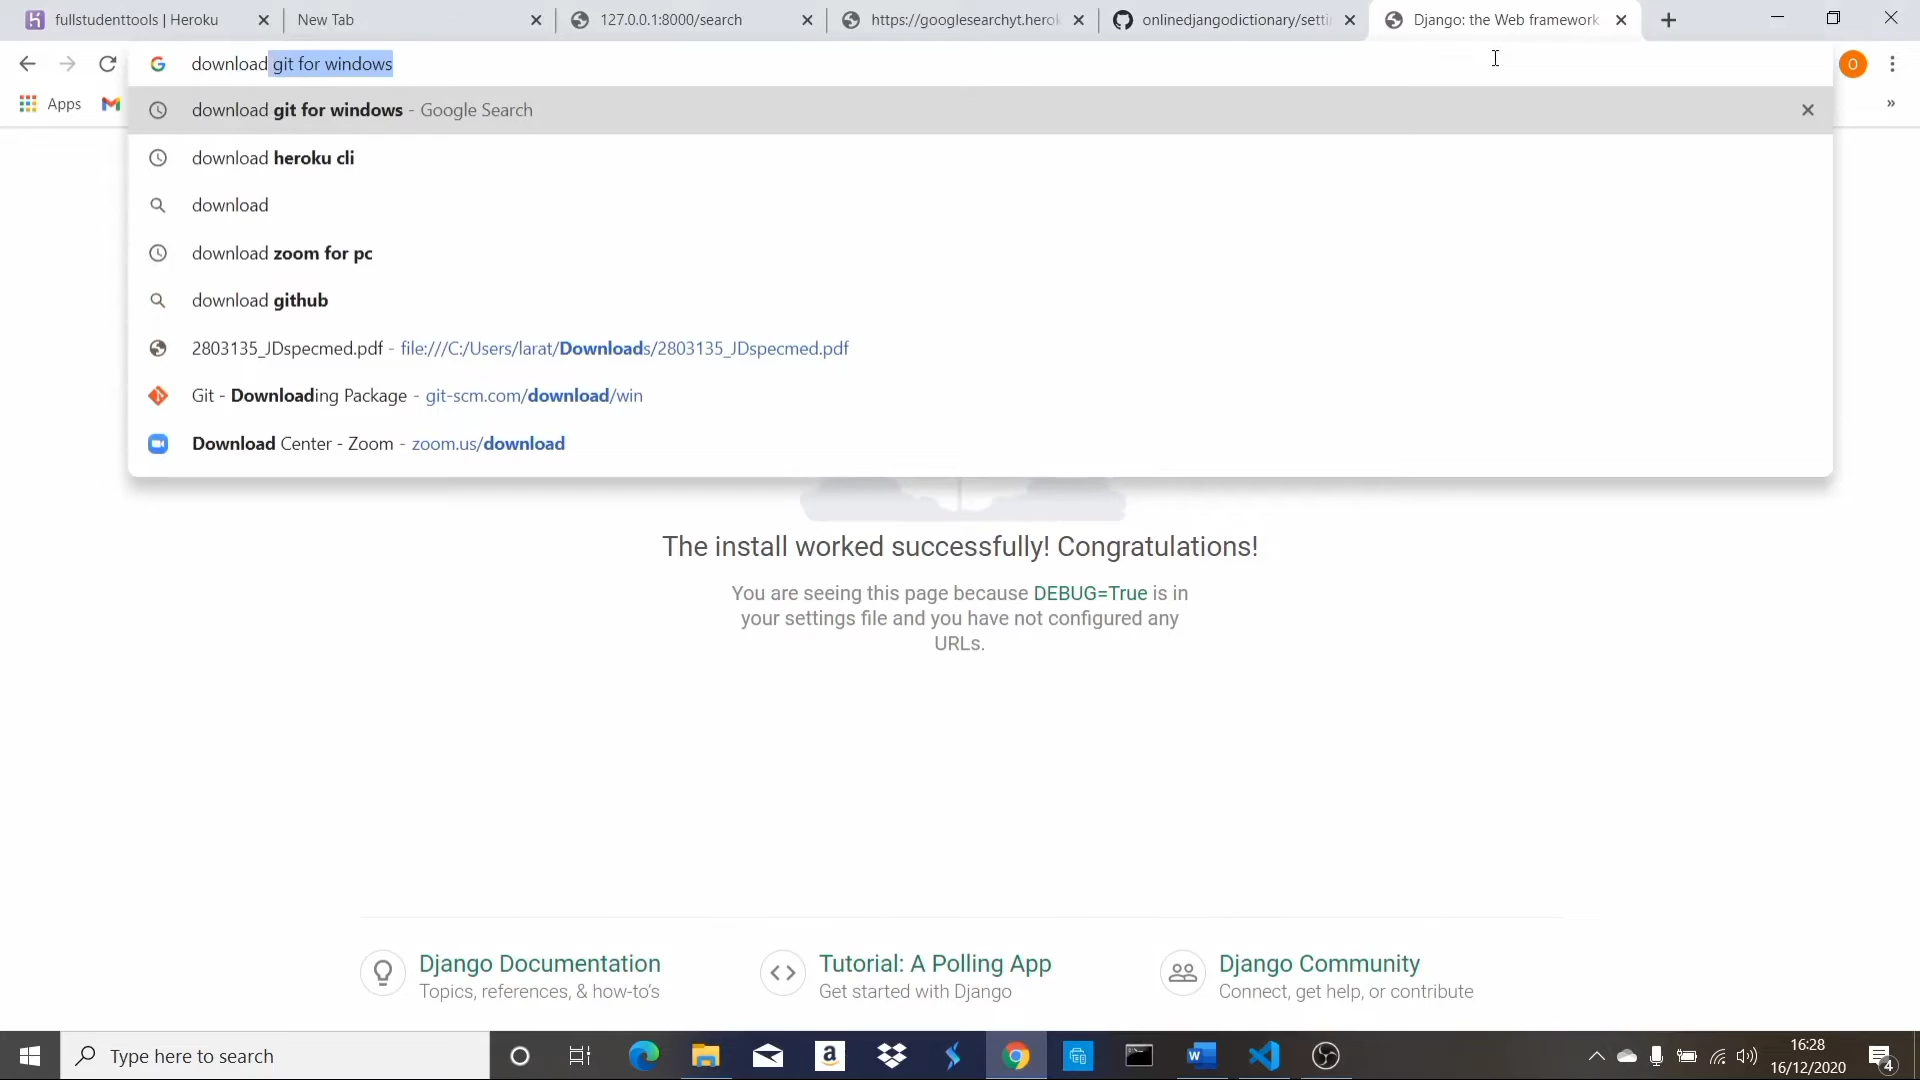 fullstudenttools | Heroku
New Tab
127.0.0.1:8000/search
https://googlesearchyt.herok
onlinedjangodictionary/setti
Django: the Web framework
download git for windows
O
Apps
»
download git for windows - Google Search
download heroku cli
download
download zoom for pc
download github
2803135_JDspecmed.pdf - file:///C:/Users/larat/Downloads/2803135_JDspecmed.pdf
Git - Downloading Package - git-scm.com/download/win
Download Center - Zoom - zoom.us/download
The install worked successfully! Congratulations!
You are seeing this page because DEBUG=True is in
your settings file and you have not configured any
URLs.
Django Documentation
Topics, references, & how-to's
Tutorial: A Polling App
Get started with Django
Django Community
Connect, get help, or contribute
Type here to search
16:28
16/12/2020
4